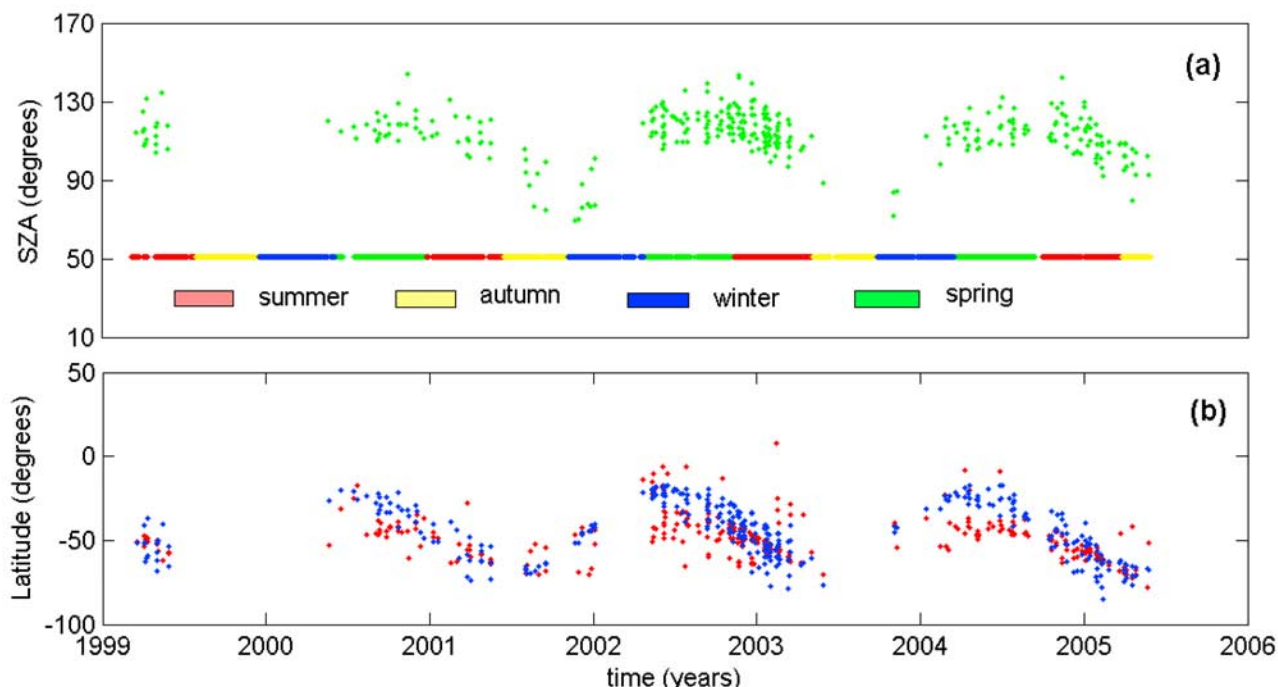 170
(a)
130
SZA (degrees)
90
50
summer autumn winter spring
10
50
(b)
0
Latitude (degrees)
-50
-100
1999 2000 2001 2002 2003 2004 2005 2006
time (years)